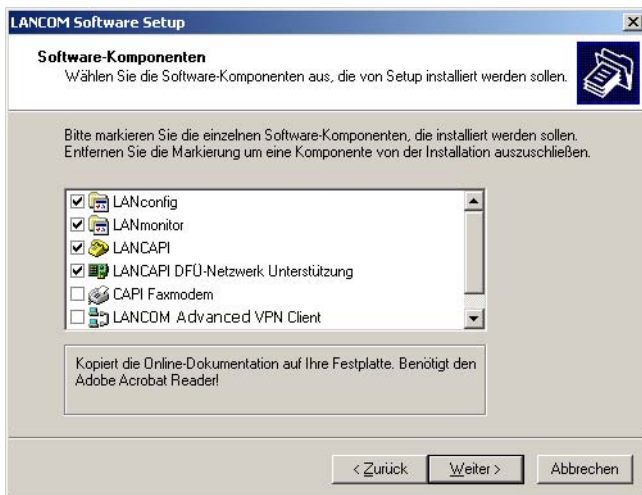 LANCOM Software Setup
Software-Komponenten
Wählen Sie die Software-Komponenten aus, die von Setup installiert werden sollen.
Bitte markieren Sie die einzelnen Software-Komponenten, die installiert werden sollen.
Entfernen Sie die Markierung um eine Komponente von der Installation auszuschließen.
LANconfig
LANmonitor
LANCAPI
LANCAPI DFÜ-Netzwerk Unterstützung
CAPI Faxmodem
LANCOM Advanced VPN Client
Kopiert die Online-Dokumentation auf Ihre Festplatte. Benötigt den
Adobe Acrobat Reader!
< Zurück Weiter > Abbrechen